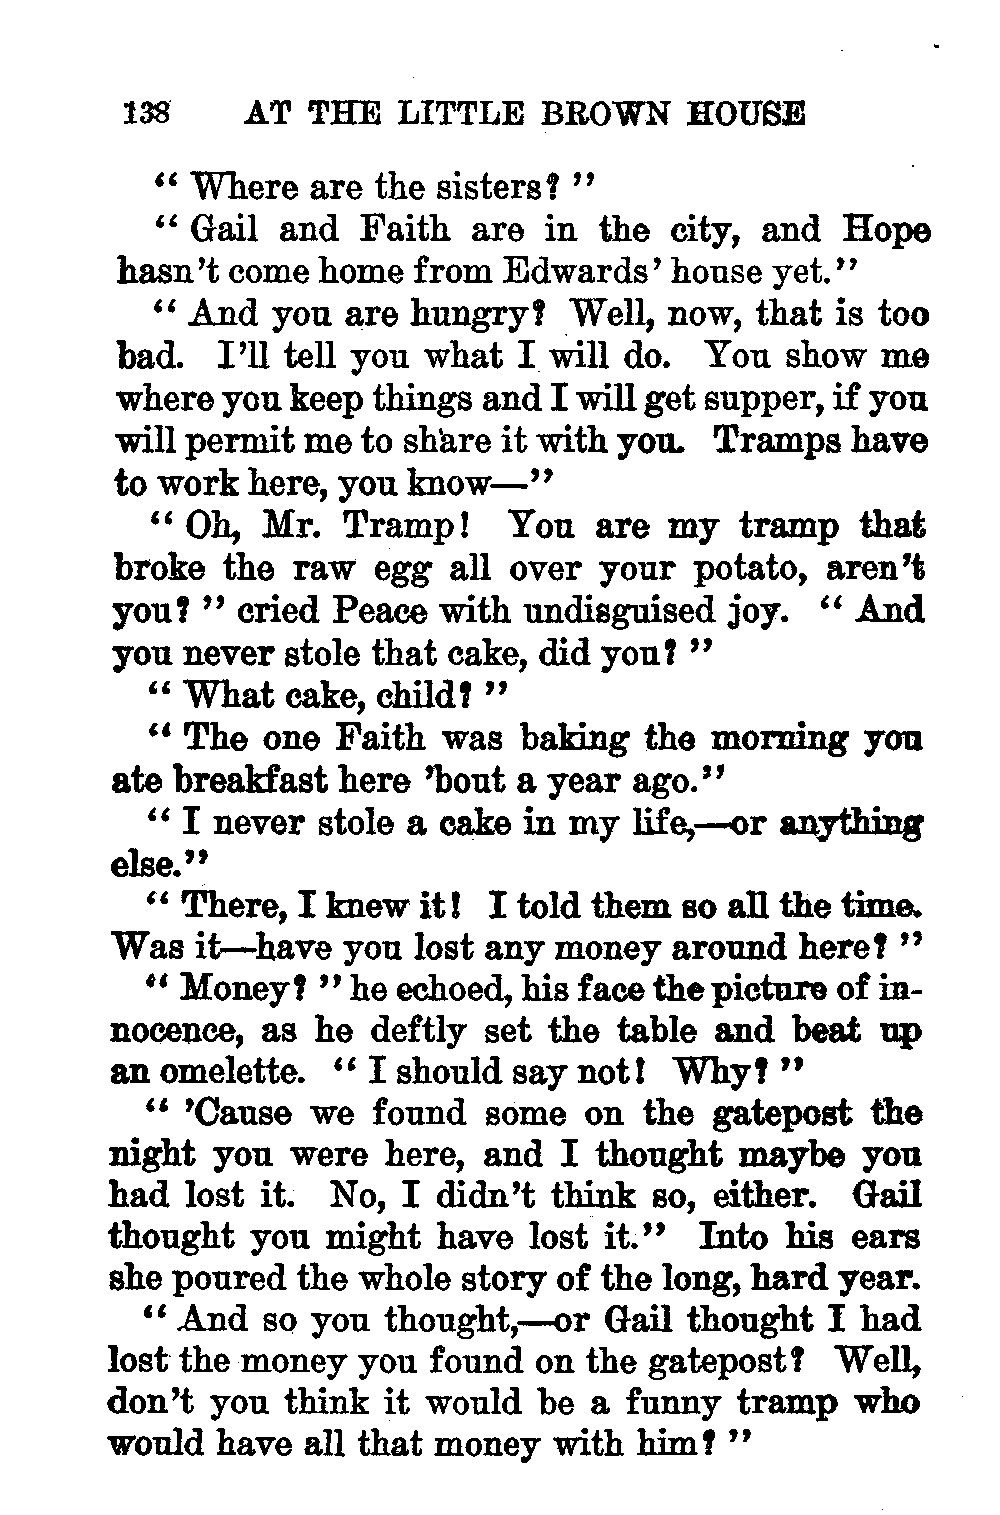 138 AT THE LITTLE BROWN HOUSE
“ Where are the sisters? ”
“ Gail and Faith are in the city, and Hope
hasn’t come home from Edwards’ house yet.”
“ And you are hungry? Well, now, that is too
bad. I’ll tell you what I will do. You show me
where you keep things and I will get supper, if you
will permit me to share it with you. Tramps have
to work here, you know—”
“ Oh, Mr. Tramp! You are my tramp that
broke the raw egg all over your potato, aren’t
you? ” cried Peace with undisguised joy. “ And
you never stole that cake, did you? ”
“ What cake, child? ”
“ The one Faith was baking the morning you
ate breakfast here ’bout a year ago.”
“ I never stole a cake in my life,—or anything
else.”
“ There, I knew it! I told them so all the time.
Was it—have you lost any money around here? ”
“ Money? ” he echoed, his face the picture of in-
nocence, as he deftly set the table and beat up
an omelette. “ I should say not! Why? ”
“ ’Cause we found some on the gatepost the
night you were here, and I thought maybe you
had lost it. No, I didn’t think so, either. Gail
thought you might have lost it.” Into his ears
she poured the whole story of the long, hard year.
“ And so you thought,—or Gail thought I had
lost the money you found on the gatepost? Well,
don’t you think it would be a funny tramp who
would have all that money with him? ”